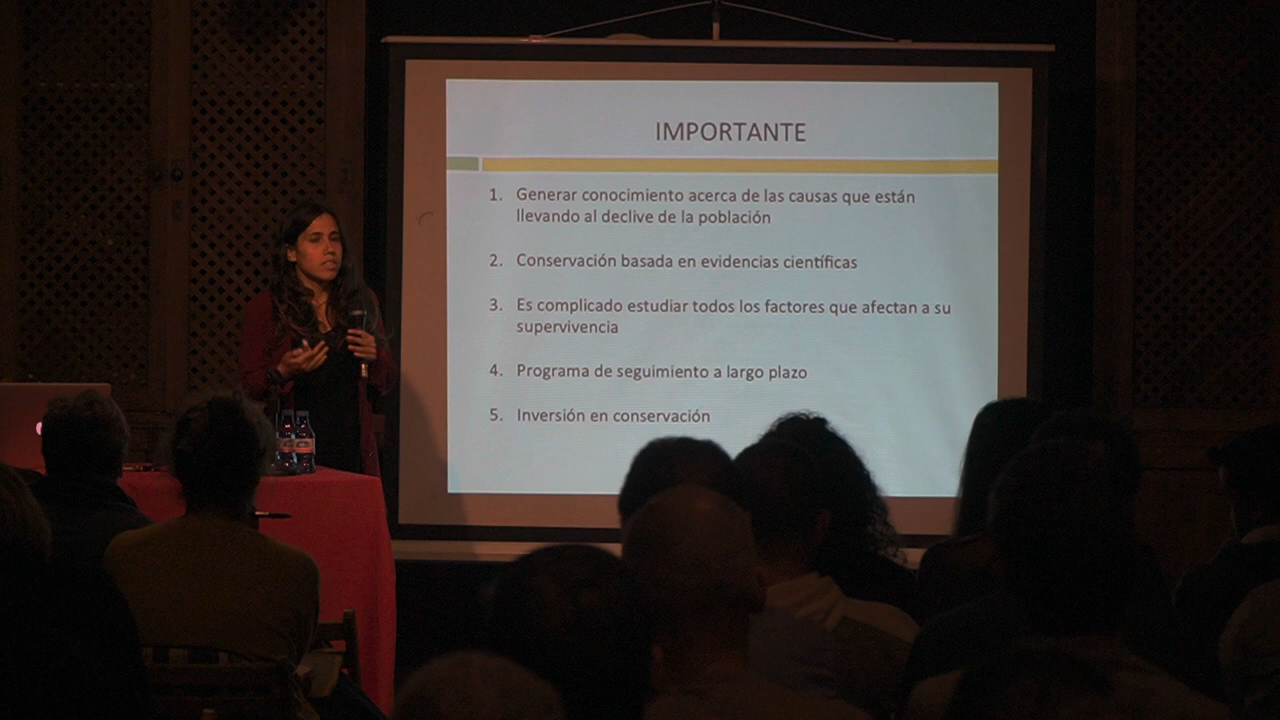 IMPORTANTE
1. Generar conocimiento acerca de las causas que están
llevando al declive de la población
2. Conservación basada en evidencias científicas
3. Es complicado estudiar todos los factores que afectan a su
supervivencia
4. Programa de seguimiento a largo plazo
5. Inversión en conservación